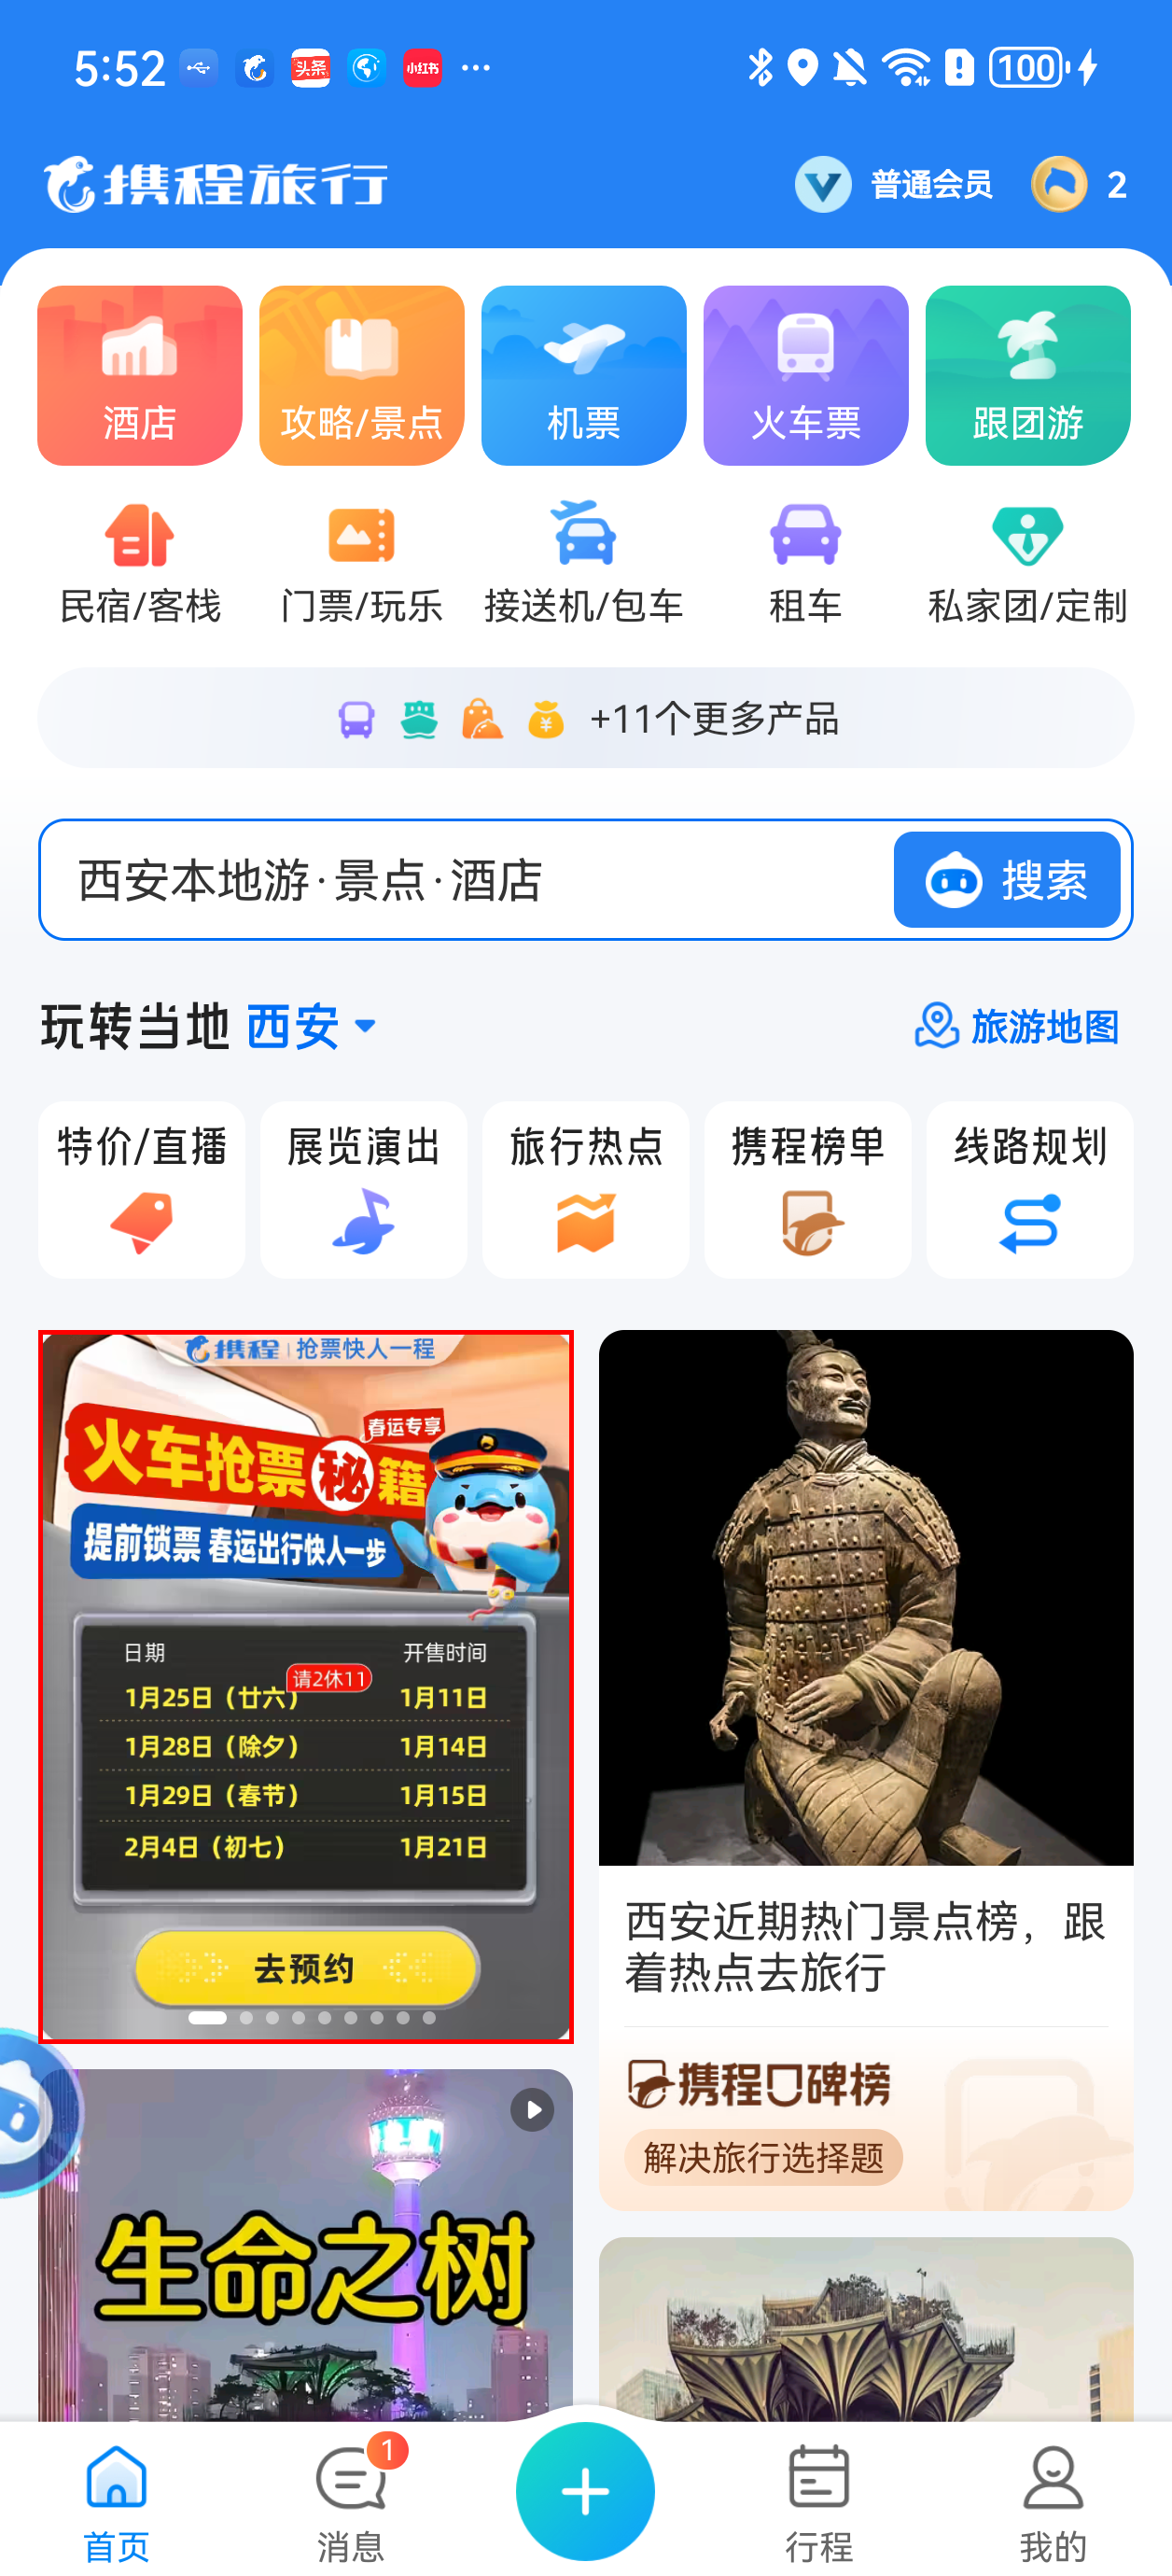 5:52
头条
小红书
100
携程旅行
普通会员
2
酒店
攻略/景点
机票
火车票
跟团游
民宿/客栈
门票/玩乐
接送机/包车
租车
私家团/定制
+11个更多产品
西安本地游·景点·酒店
搜索
玩转当地 西安
旅游地图
特价/直播
展览演出
旅行热点
携程榜单
线路规划
携程 | 抢票快人一程
春运专享
火车抢票秘籍
提前锁票 春运出行快人一步
日期 开售时间
请2休11
1月25日（廿六） 1月11日
1月28日（除夕） 1月14日
1月29日（春节） 1月15日
2月4日（初七） 1月21日
去预约
西安近期热门景点榜，跟
着热点去旅行
携程口碑榜
解决旅行选择题
生命之树
首页
消息
1
行程
我的